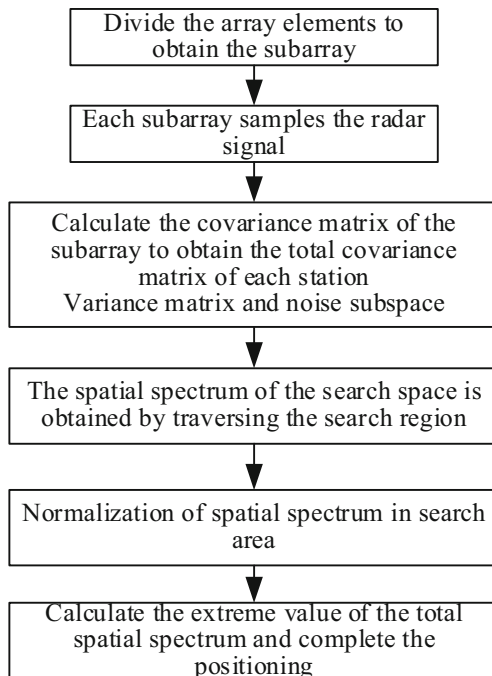 Divide the array elements to
obtain the subarray
Each subarray samples the radar
signal
Calculate the covariance matrix of the
subarray to obtain the total covariance
matrix of each station
Variance matrix and noise subspace
The spatial spectrum of the search space is
obtained by traversing the search region
Normalization of spatial spectrum in search
area
Calculate the extreme value of the total
spatial spectrum and complete the
positioning